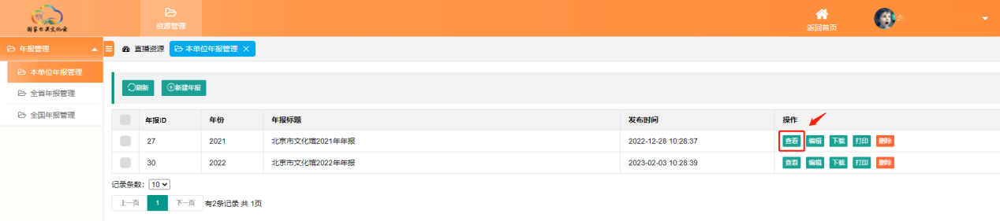 国家公共文化云
资源管理
返回首页
年报管理
直播资源
本单位年报管理
本单位年报管理
全省年报管理
全国年报管理
刷新
新建年报
年报ID 年份 年报标题 发布时间 操作
27 2021 北京市文化馆2021年年报 2022-12-28 10:28:37 查看 编辑 下载 打印 删除
30 2022 北京市文化馆2022年年报 2023-02-03 10:28:39 查看 编辑 下载 打印 删除
记录条数: 10
上一页 1 下一页 有2条记录 共 1页